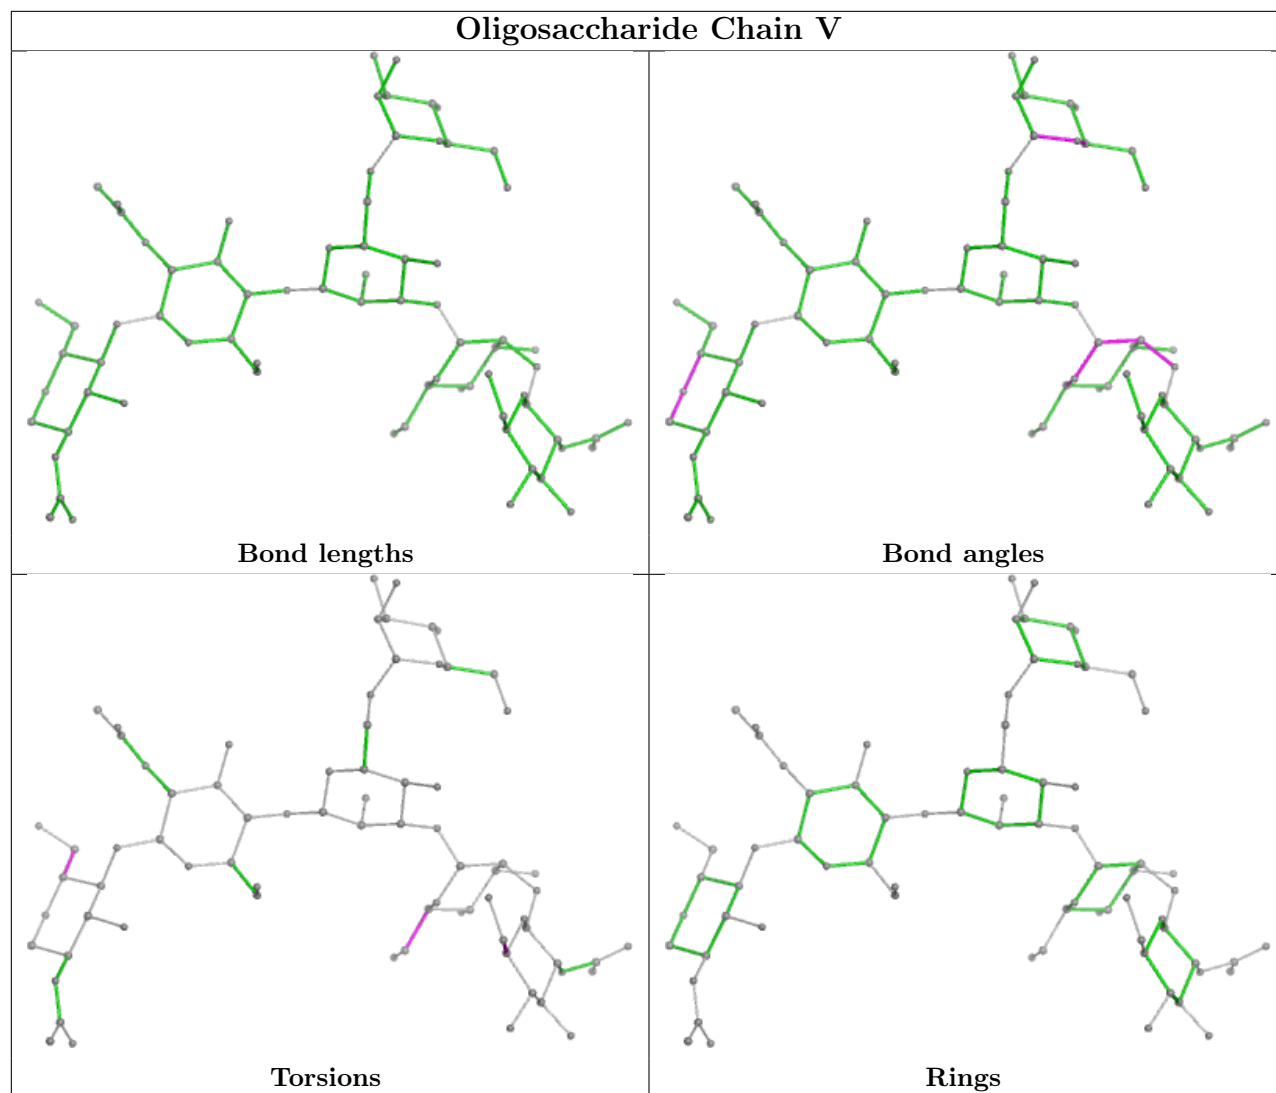 Oligosaccharide Chain V
Bond lengths
Bond angles
Torsions
Rings